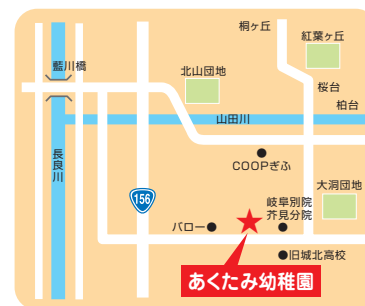 桐ヶ丘
紅葉ヶ丘
藍川橋
北山団地
桜台
柏台
山田川
長良川
COOPぎふ
大洞団地
156
岐阜別院
芥見分院
バロー
旧城北高校
あくたみ幼稚園